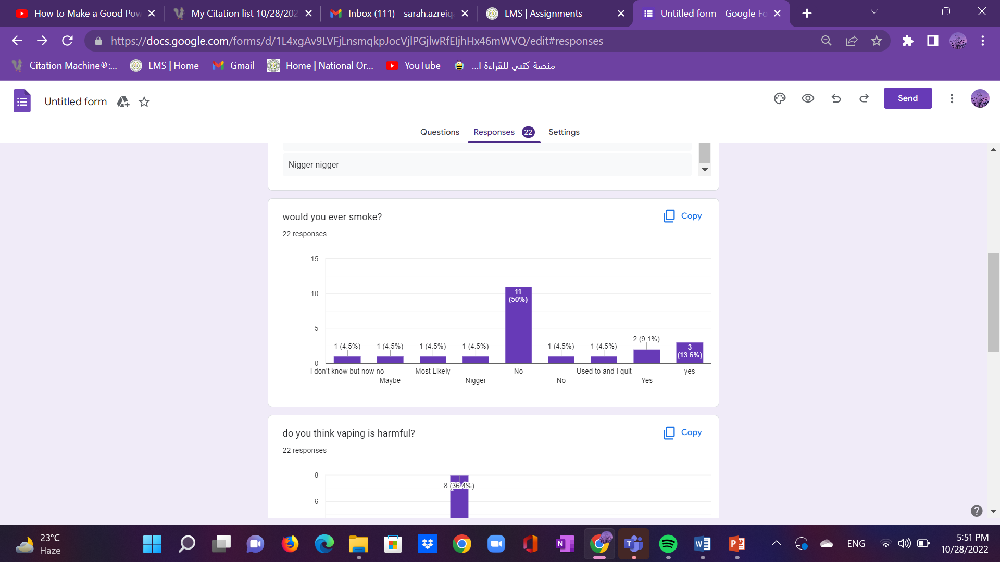 How to Make a Good Pow
My Citation list 10/28/202
Inbox (111) - sarah.azreiq
LMS | Assignments
Untitled form - Google Fo
https://docs.google.com/forms/d/1L4xgAv9LVFjLnsmqkpJocVjlPGjlwRfEIjhHx46mWVQ/edit#responses
Citation Machine®:...
LMS | Home
Gmail
Home | National Or...
YouTube
منصة كتبي للقراءة ا...
Untitled form
Send
Questions
Responses 22
Settings
Nigger nigger
would you ever smoke?
Copy
22 responses
15
10
5
0
1 (4.5%)
1 (4.5%)
1 (4.5%)
1 (4.5%)
11
(50%)
1 (4.5%)
1 (4.5%)
2 (9.1%)
3
(13.6%)
I don't know but now no
Maybe
Most Likely
Nigger
No
No
Used to and I quit
Yes
yes
do you think vaping is harmful?
Copy
22 responses
8
6
8 (36.4%)
23°C
Haze
ENG
5:51 PM
10/28/2022